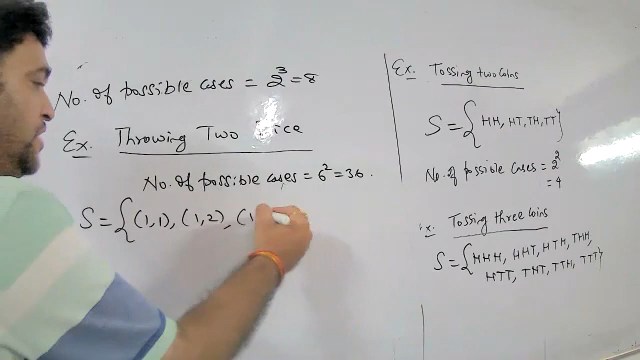 No. of possible cases = 2³ = 8
Ex. Throwing Two Dice
No. of possible cases = 6² = 36.
S = { (1,1), (1,2), (1
Ex. Tossing two coins
S = { HH, HT, TH, TT }
No. of possible cases = 2²
= 4
Ex. Tossing three coins
S = { HHH, HHT, HTH, THH,
HTT, THT, TTH, TTT }